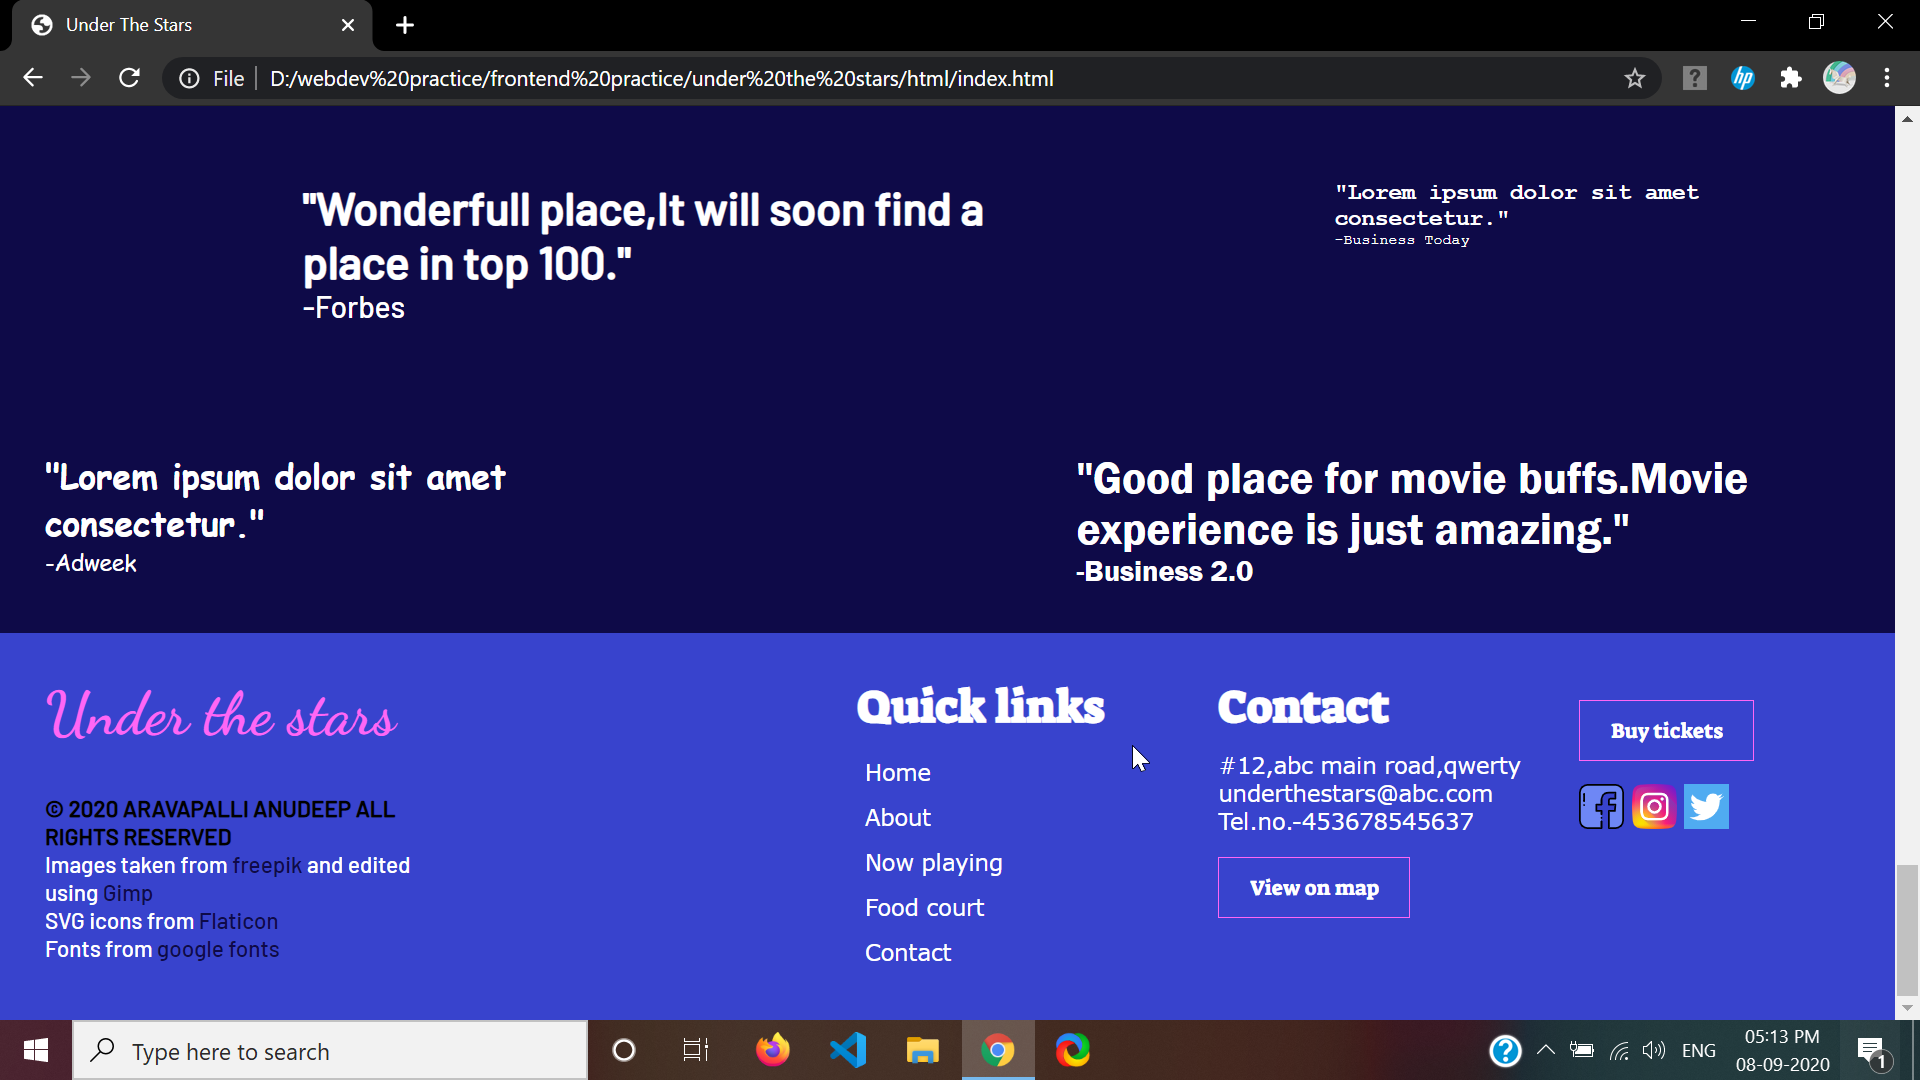 Under The Stars
File
D:/webdev%20practice/frontend%20practice/under%20the%20stars/html/index.html
"Wonderfull place,It will soon find a
place in top 100."
-Forbes
"Lorem ipsum dolor sit amet
consectetur."
-Business Today
"Lorem ipsum dolor sit amet
consectetur."
-Adweek
"Good place for movie buffs.Movie
experience is just amazing."
-Business 2.0
Under the stars
© 2020 ARAVAPALLI ANUDEEP ALL
RIGHTS RESERVED
Images taken from freepik and edited
using Gimp
SVG icons from Flaticon
Fonts from google fonts
Quick links
Home
About
Now playing
Food court
Contact
Contact
#12,abc main road,qwerty
underthestars@abc.com
Tel.no.-453678545637
View on map
Buy tickets
Type here to search
ENG
05:13 PM
08-09-2020
1